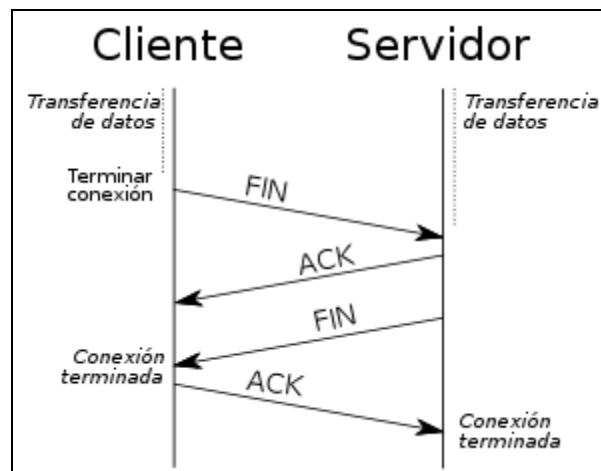 Cliente Servidor
Transferencia
de datos
Transferencia
de datos
Terminar
conexión
FIN
ACK
FIN
Conexión
terminada
ACK
Conexión
terminada